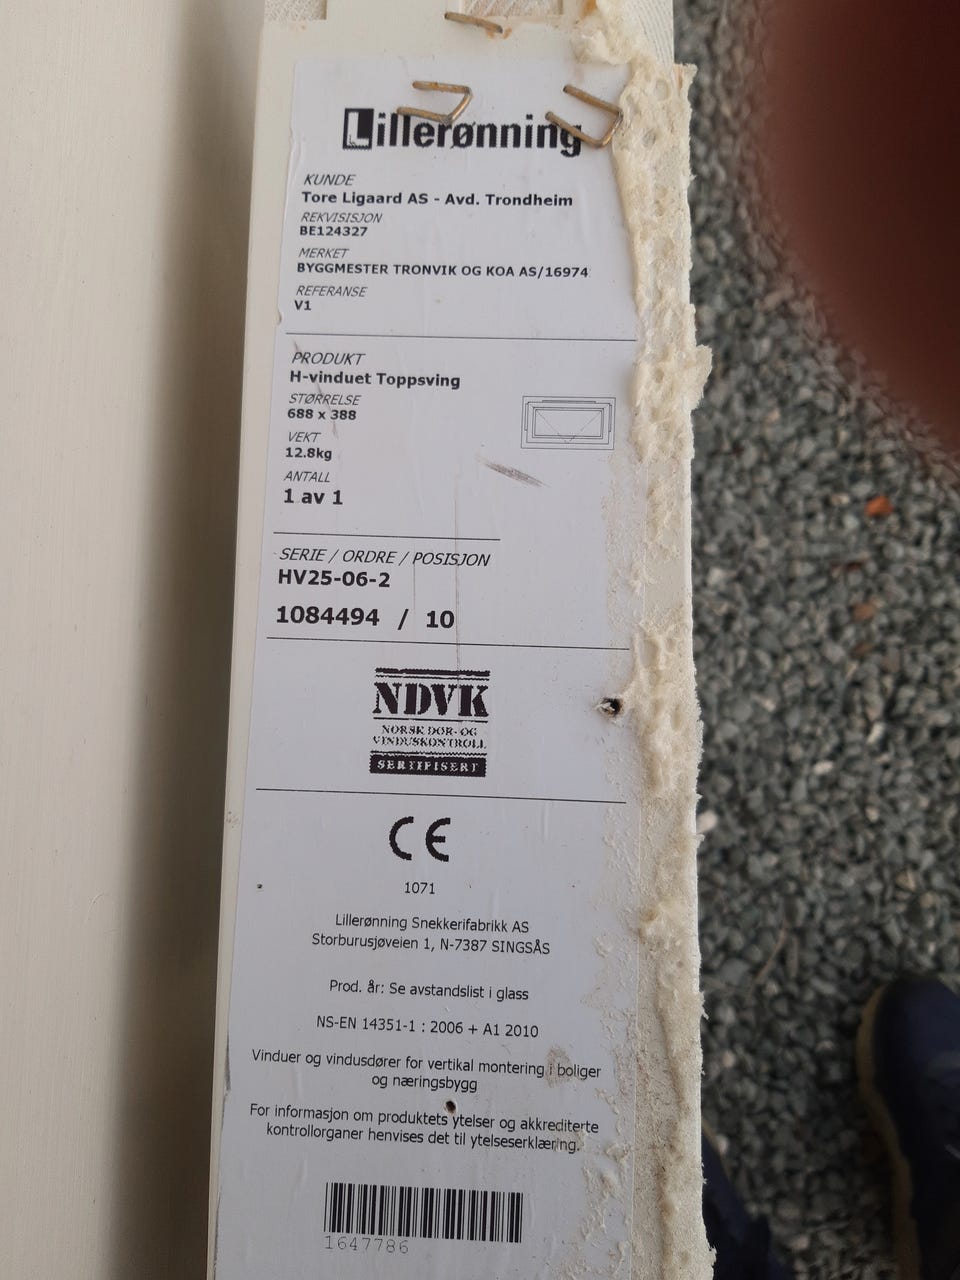 Lillerønning
KUNDE
Tore Ligaard AS - Avd. Trondheim
REKVISISJON
BE124327
MERKET
BYGGMESTER TRONVIK OG KOA AS/16974
REFERANSE
V1
PRODUKT
H-vinduet Toppsving
STØRRELSE
688 x 388
VEKT
12.8kg
ANTALL
1 av 1
SERIE / ORDRE / POSISJON
HV25-06-2
1084494 / 10
NDVK
NORSK DØR- OG
VINDUSKONTROLL
SERTIFISERT
CE
1071
Lillerønning Snekkerifabrikk AS
Storburusjøveien 1, N-7387 SINGSÅS
Prod. år: Se avstandslist i glass
NS-EN 14351-1 : 2006 + A1 2010
Vinduer og vindusdører for vertikal montering i boliger
og næringsbygg
For informasjon om produktets ytelser og akkrediterte
kontrollorganer henvises det til ytelseserklæring.
1647786